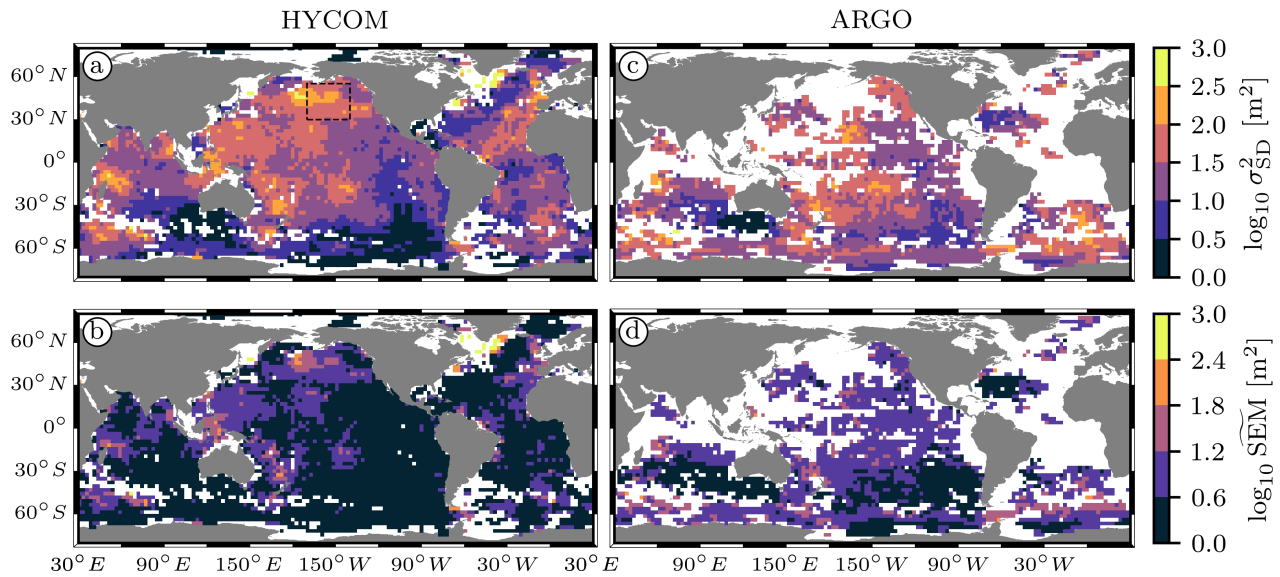 HYCOM ARGO
a c
60° N
30° N
0°
30° S
60° S
3.0
2.5
2.0
1.5
1.0
0.5
0.0
log₁₀ σ²_SD [m²]
b d
60° N
30° N
0°
30° S
60° S
3.0
2.4
1.8
1.2
0.6
0.0
log₁₀ S͠EM [m²]
30° E 90° E 150° E 150° W 90° W 30° W 30° E 90° E 150° E 150° W 90° W 30° W